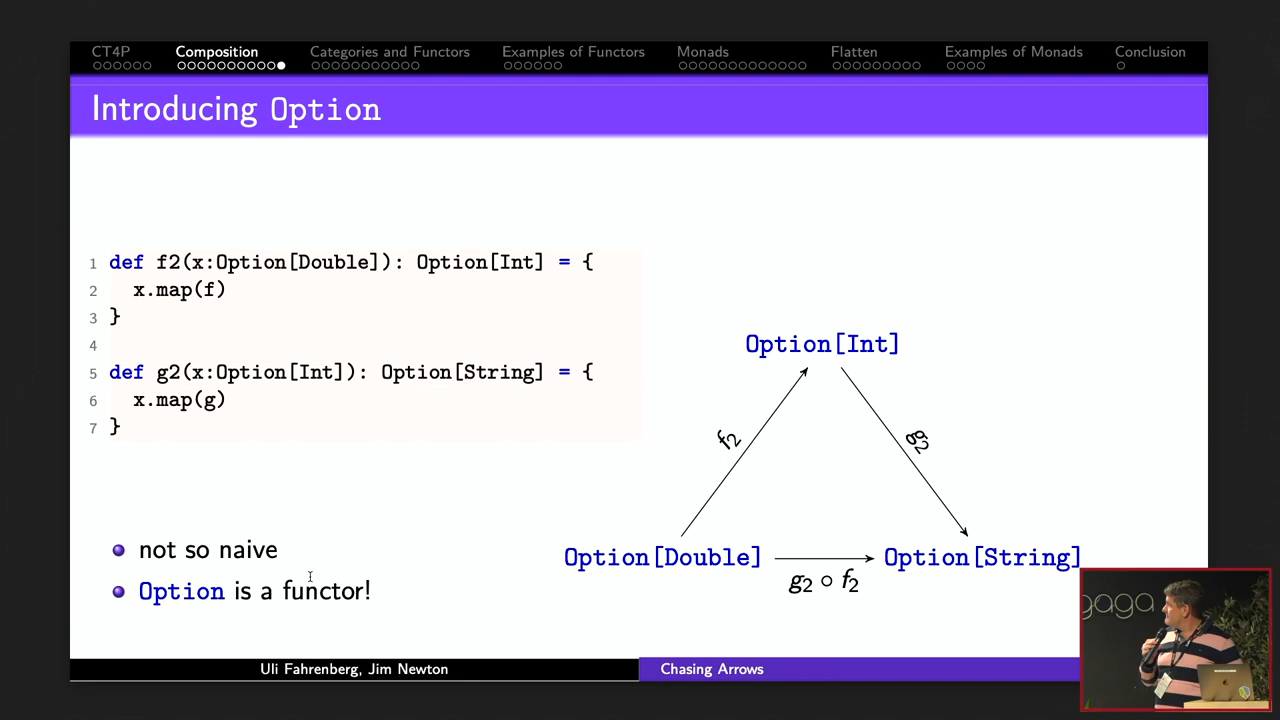 CT4P Composition Categories and Functors Examples of Functors Monads Flatten Examples of Monads Conclusion
Introducing Option
1 def f2(x:Option[Double]): Option[Int] = {
2   x.map(f)
3 }
4
5 def g2(x:Option[Int]): Option[String] = {
6   x.map(g)
7 }
Option[Int]
f2
g2
Option[Double]
Option[String]
g2 ∘ f2
not so naive
Option is a functor!
gaga
Uli Fahrenberg, Jim Newton
Chasing Arrows